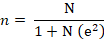 n = N / 1 + N (e²)